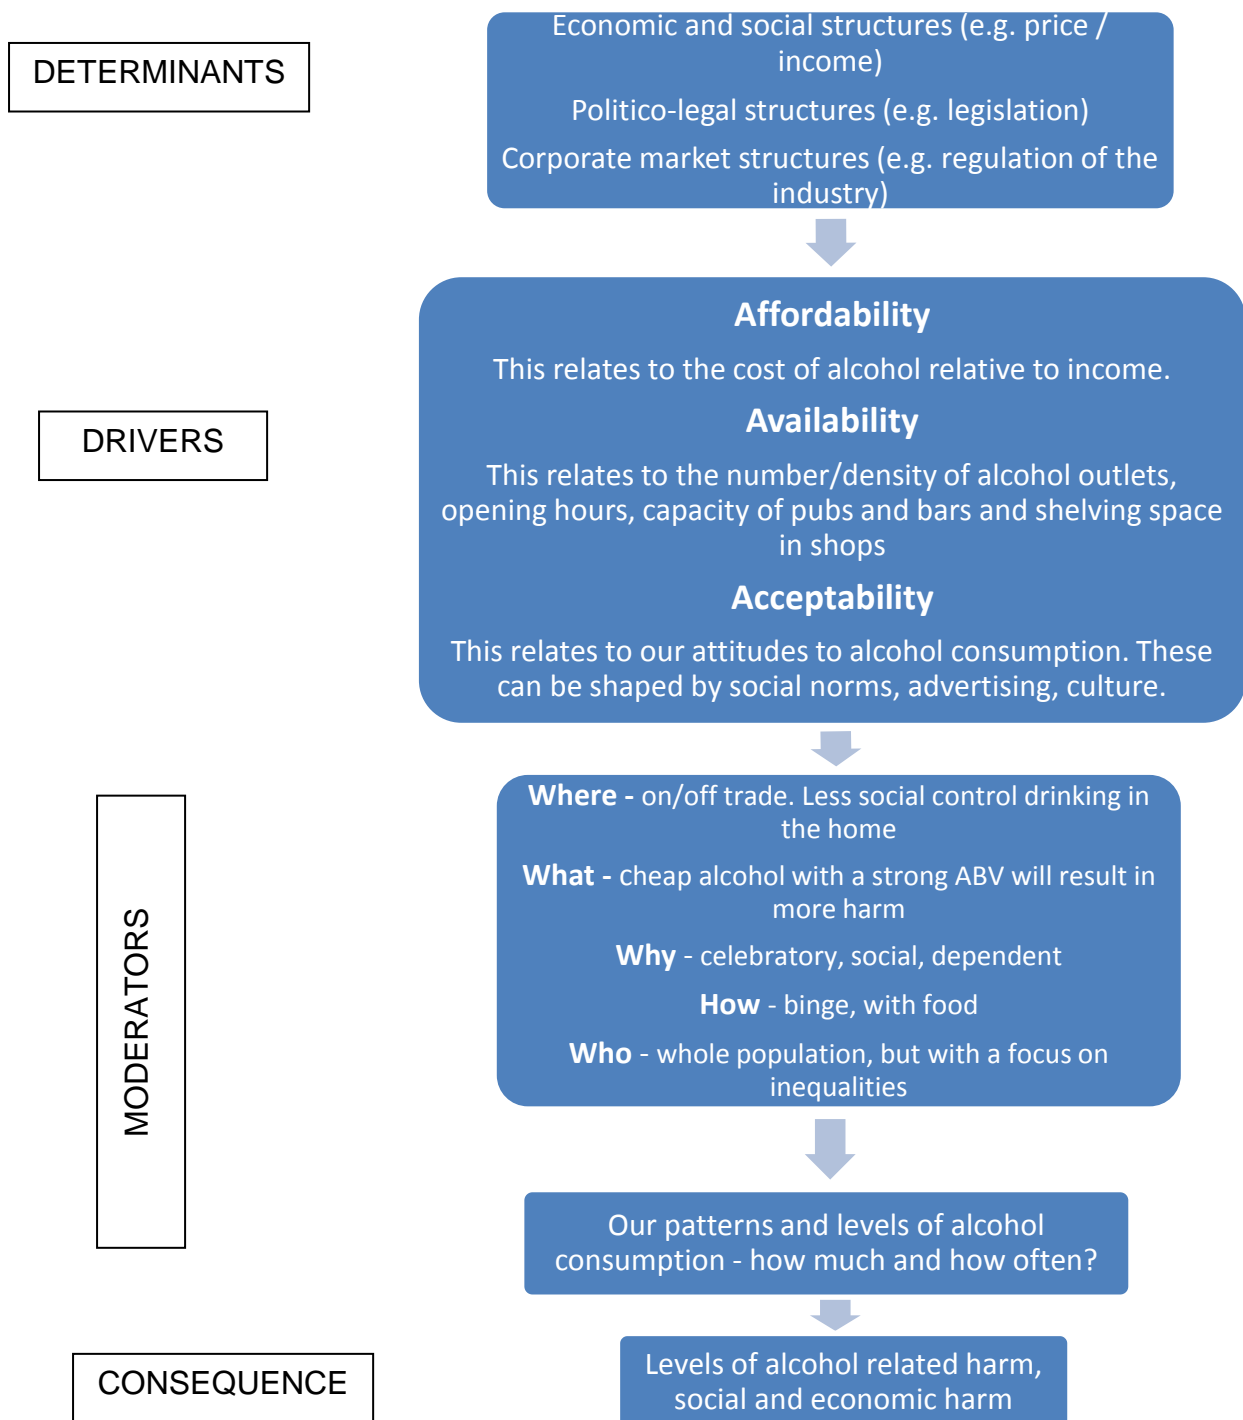 DETERMINANTS
Economic and social structures (e.g. price /
income)
Politico-legal structures (e.g. legislation)
Corporate market structures (e.g. regulation of the
industry)
DRIVERS
Affordability
This relates to the cost of alcohol relative to income.
Availability
This relates to the number/density of alcohol outlets,
opening hours, capacity of pubs and bars and shelving space
in shops
Acceptability
This relates to our attitudes to alcohol consumption. These
can be shaped by social norms, advertising, culture.
MODERATORS
Where - on/off trade. Less social control drinking in
the home
What - cheap alcohol with a strong ABV will result in
more harm
Why - celebratory, social, dependent
How - binge, with food
Who - whole population, but with a focus on
inequalities
Our patterns and levels of alcohol
consumption - how much and how often?
CONSEQUENCE
Levels of alcohol related harm,
social and economic harm